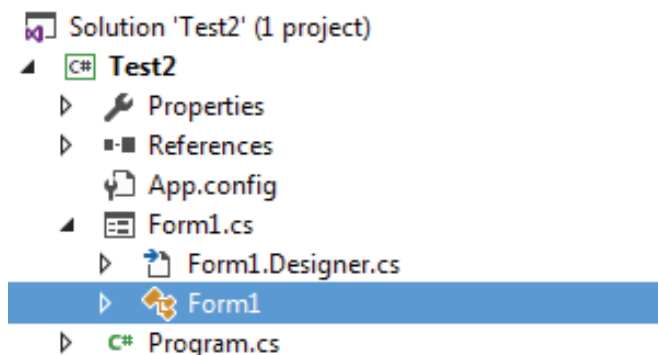 Solution 'Test2' (1 project)
C# Test2
Properties
References
App.config
Form1.cs
Form1.Designer.cs
Form1
C# Program.cs